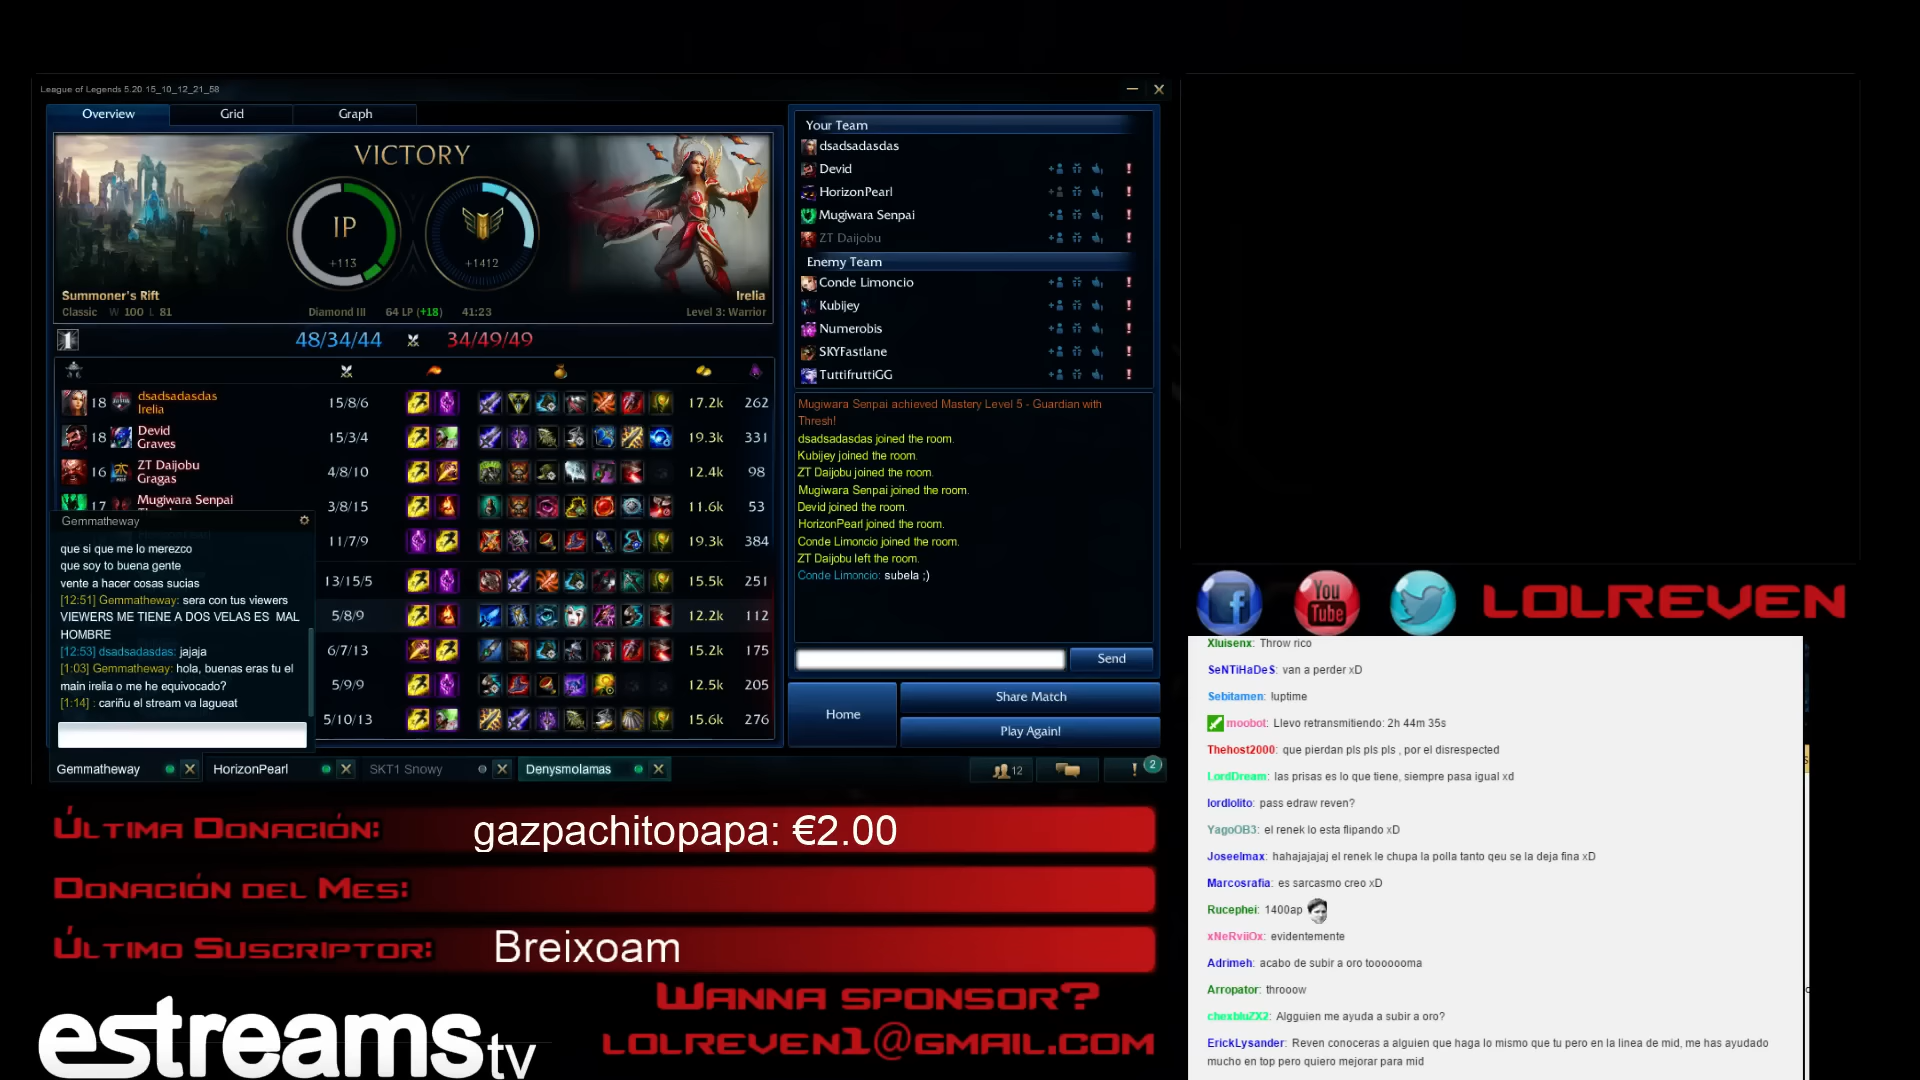 League of Legends 5.20 15_10_12_21_58
Overview
Grid
Graph
VICTORY
IP
+113
+1412
Summoner's Rift
Classic W 100 L 81
Diamond III 64 LP (+18) 41:23
Irelia
Level 3: Warrior
1
48/34/44
34/49/49
18 dsadsadasdas
Irelia
15/8/6 17.2k 262
18 Devid
Graves
15/3/4 19.3k 331
16 ZT Daijobu
Gragas
4/8/10 12.4k 98
17 Mugiwara Senpai
3/8/15 11.6k 53
11/7/9 19.3k 384
13/15/5 15.5k 251
5/8/9 12.2k 112
6/7/13 15.2k 175
5/9/9 12.5k 205
5/10/13 15.6k 276
Gemmatheway
que si que me lo merezco
que soy to buena gente
vente a hacer cosas sucias
[12:51] Gemmatheway: sera con tus viewers
VIEWERS ME TIENE A DOS VELAS ES MAL
HOMBRE
[12:53] dsadsadasdas: jajaja
[1:03] Gemmatheway: hola, buenas eras tu el
main irelia o me he equivocado?
[1:14] : cariñu el stream va lagueat
Gemmatheway
HorizonPearl
SKT1 Snowy
Denysmolamas
12
2
Your Team
dsadsadasdas
Devid
HorizonPearl
Mugiwara Senpai
ZT Daijobu
Enemy Team
Conde Limoncio
Kubijey
Numerobis
SKYFastlane
TuttifruttiGG
Mugiwara Senpai achieved Mastery Level 5 - Guardian with
Thresh!
dsadsadasdas joined the room.
Kubijey joined the room.
ZT Daijobu joined the room.
Mugiwara Senpai joined the room.
Devid joined the room.
HorizonPearl joined the room.
Conde Limoncio joined the room.
ZT Daijobu left the room.
Conde Limoncio: subela ;)
Send
Home
Share Match
Play Again!
You
Tube
LOLREVEN
Xluisenx: Throw rico
SeNTiHaDeS: van a perder xD
Sebitamen: !uptime
moobot: Llevo retransmitiendo: 2h 44m 35s
Thehost2000: que pierdan pls pls pls , por el disrespected
LordDream: las prisas es lo que tiene, siempre pasa igual xd
lordlolito: pass edraw reven?
YagoOB3: el renek lo esta flipando xD
Joseelmax: hahajajajaj el renek le chupa la polla tanto qeu se la deja fina xD
Marcosrafia: es sarcasmo creo xD
Rucephei: 1400ap
xNeRviiOx: evidentemente
Adrimeh: acabo de subir a oro tooooooma
Arropator: throoow
chexbluZX2: Algguien me ayuda a subir a oro?
ErickLysander: Reven conoceras a alguien que haga lo mismo que tu pero en la linea de mid, me has ayudado
mucho en top pero quiero mejorar para mid
Última Donación: gazpachitopapa: €2.00
Donación del Mes:
Último Suscriptor: Breixoam
estreams tv
Wanna sponsor?
lolreven1@gmail.com